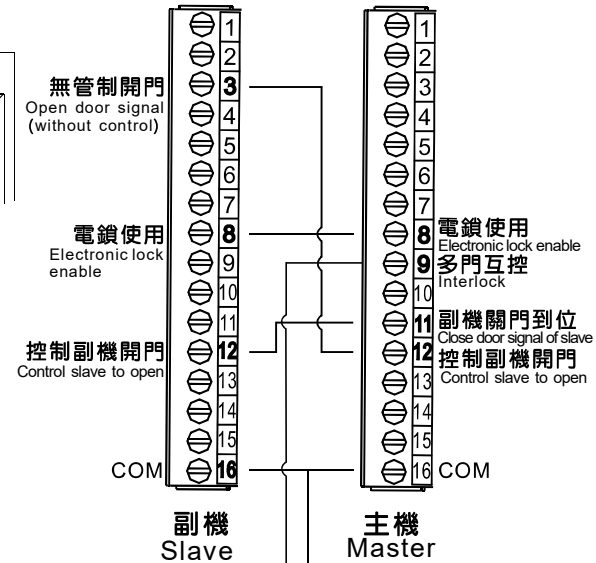 無管制開門
Open door signal
(without control)
電鎖使用
Electronic lock
enable
控制副機開門
Control slave to open
COM
1
2
3
4
5
6
7
8
9
10
11
12
13
14
15
16
副機
Slave
1
2
3
4
5
6
7
8
9
10
11
12
13
14
15
16
電鎖使用
Electronic lock enable
多門互控
Interlock
副機關門到位
Close door signal of slave
控制副機開門
Control slave to open
COM
主機
Master